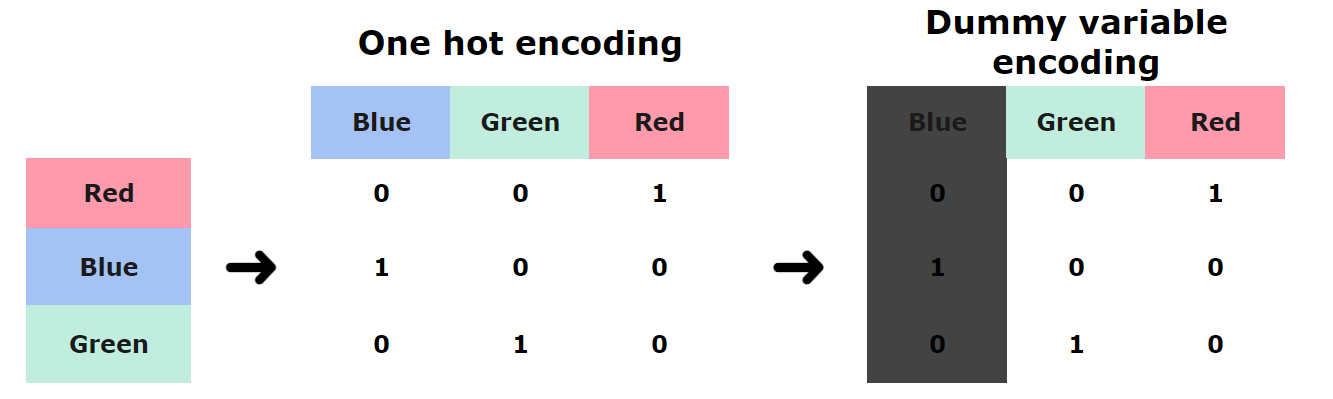 One hot encoding
Dummy variable
encoding
Blue Green Red Blue Green Red
Red 0 0 1 0 0 1
Blue 1 0 0 1 0 0
Green 0 1 0 0 1 0